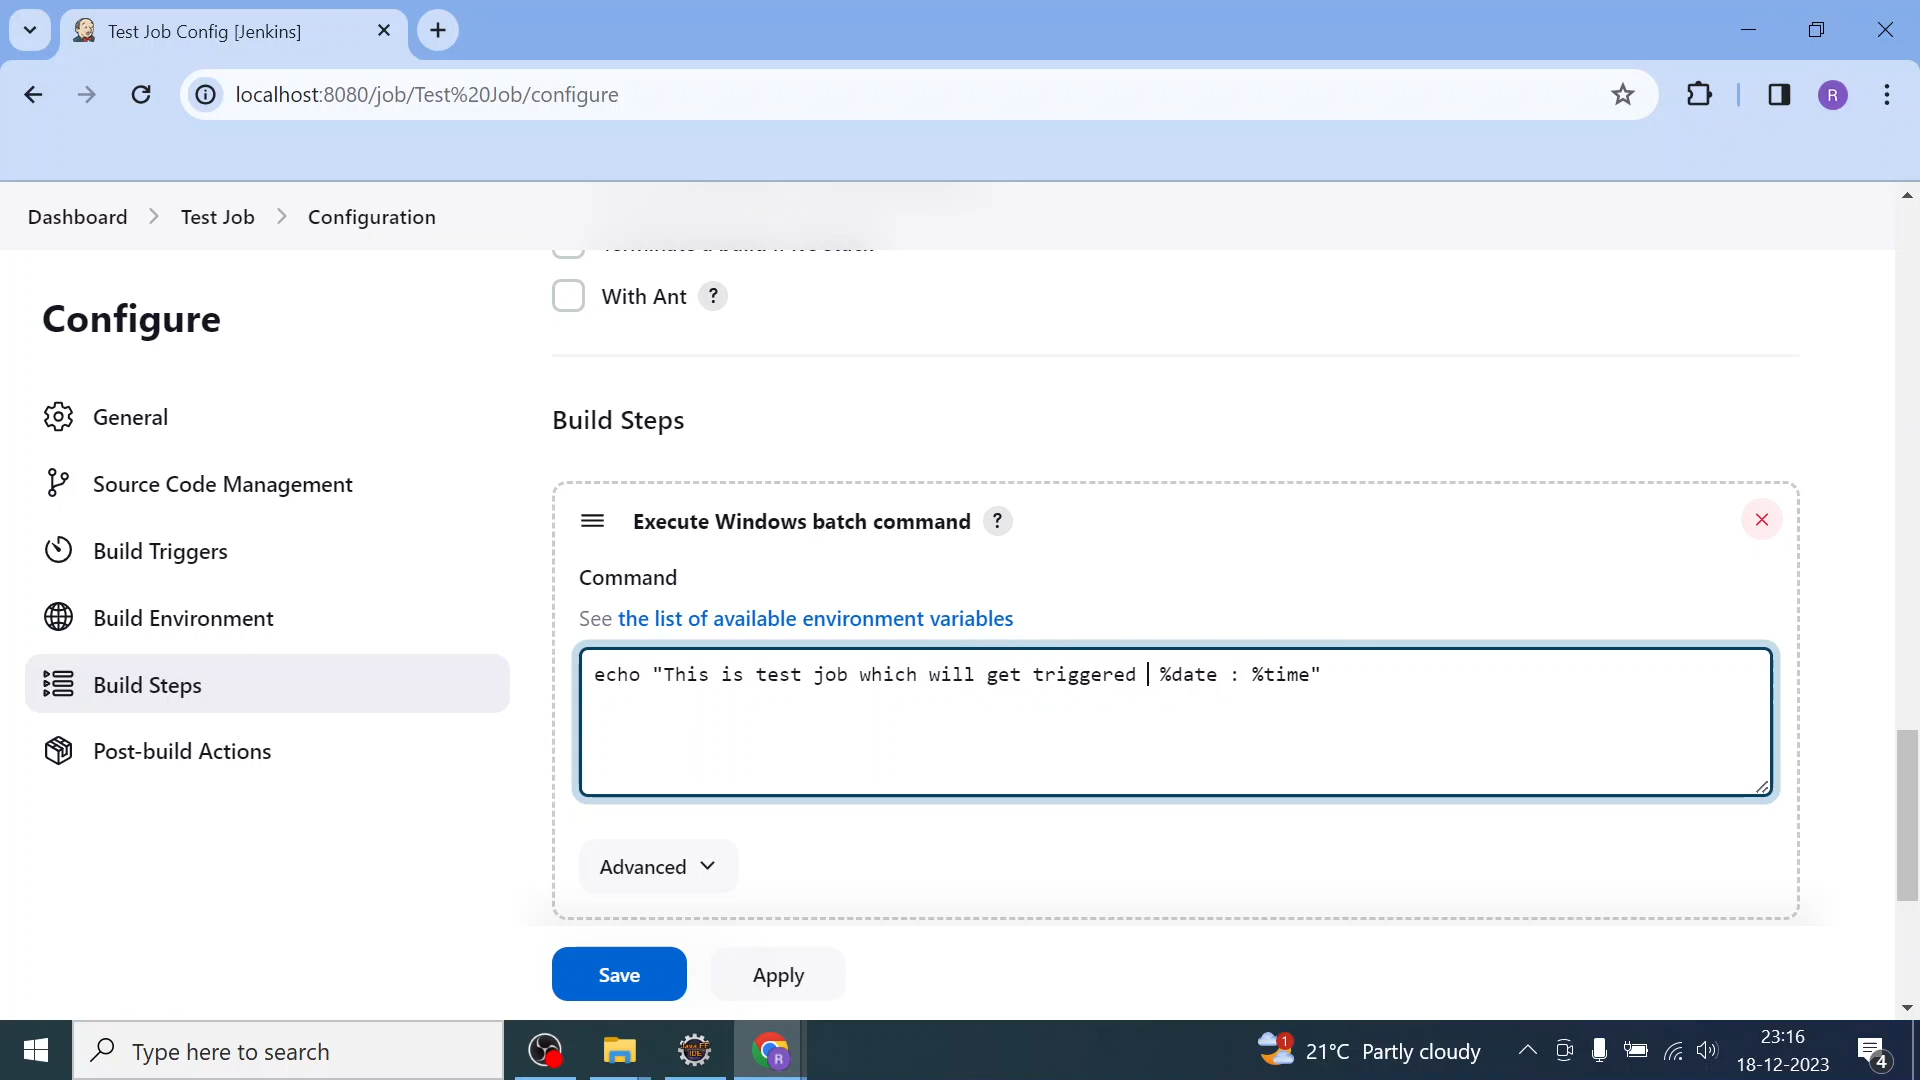 Test Job Config [Jenkins]
localhost:8080/job/Test%20Job/configure
R
Dashboard > Test Job > Configuration
With Ant ?
Configure
General
Source Code Management
Build Triggers
Build Environment
Build Steps
Post-build Actions
Build Steps
Execute Windows batch command ?
Command
See the list of available environment variables
echo "This is test job which will get triggered %date : %time"
Advanced
Save
Apply
Type here to search
1
21°C Partly cloudy
23:16
18-12-2023
4